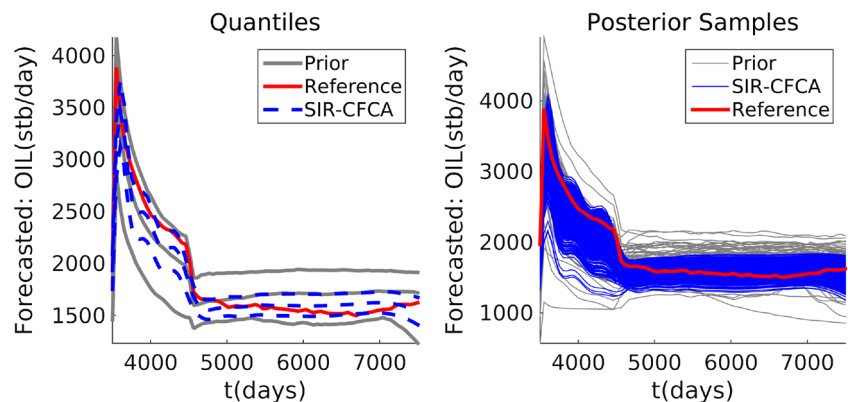 Quantiles
Forecasted: OIL(stb/day)
4000
3500
3000
2500
2000
1500
Prior
Reference
SIR-CFCA
4000
5000
6000
7000
t(days)
Posterior Samples
Forecasted: OIL(stb/day)
4000
3000
2000
1000
Prior
SIR-CFCA
Reference
4000
5000
6000
7000
t(days)